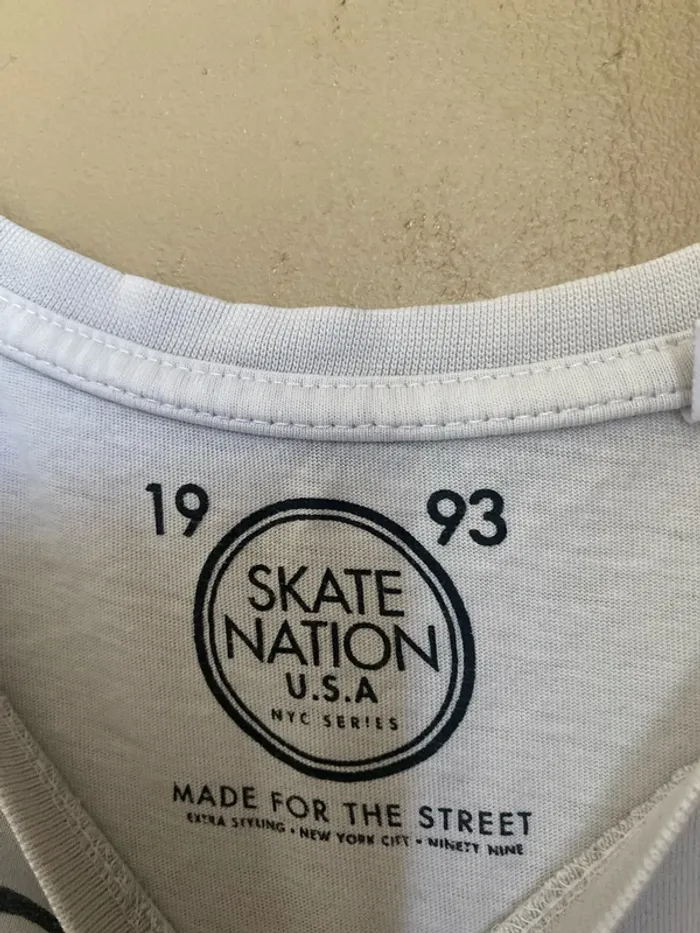 19 93
SKATE
NATION
U.S.A
NYC SERIES
MADE FOR THE STREET
EXTRA STYLING • NEW YORK CITY • NINETY NINE